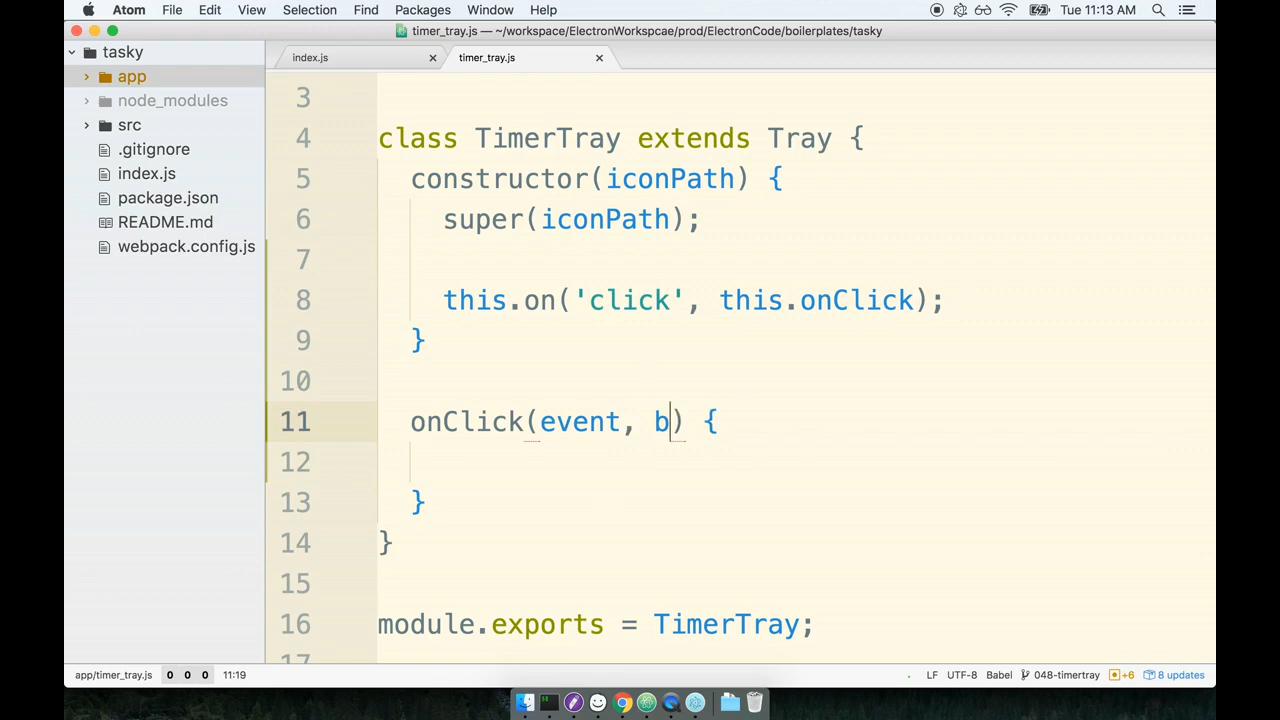 Atom File Edit View Selection Find Packages Window Help Tue 11:13 AM
timer_tray.js — ~/workspace/ElectronWorkspcae/prod/ElectronCode/boilerplates/tasky
tasky
app
node_modules
src
.gitignore
index.js
package.json
README.md
webpack.config.js
index.js timer_tray.js
3
4 class TimerTray extends Tray {
5 constructor(iconPath) {
6 super(iconPath);
7
8 this.on('click', this.onClick);
9 }
10
11 onClick(event, b) {
12
13 }
14 }
15
16 module.exports = TimerTray;
17
app/timer_tray.js 0 0 0 11:19 LF UTF-8 Babel 048-timertray +6 8 updates